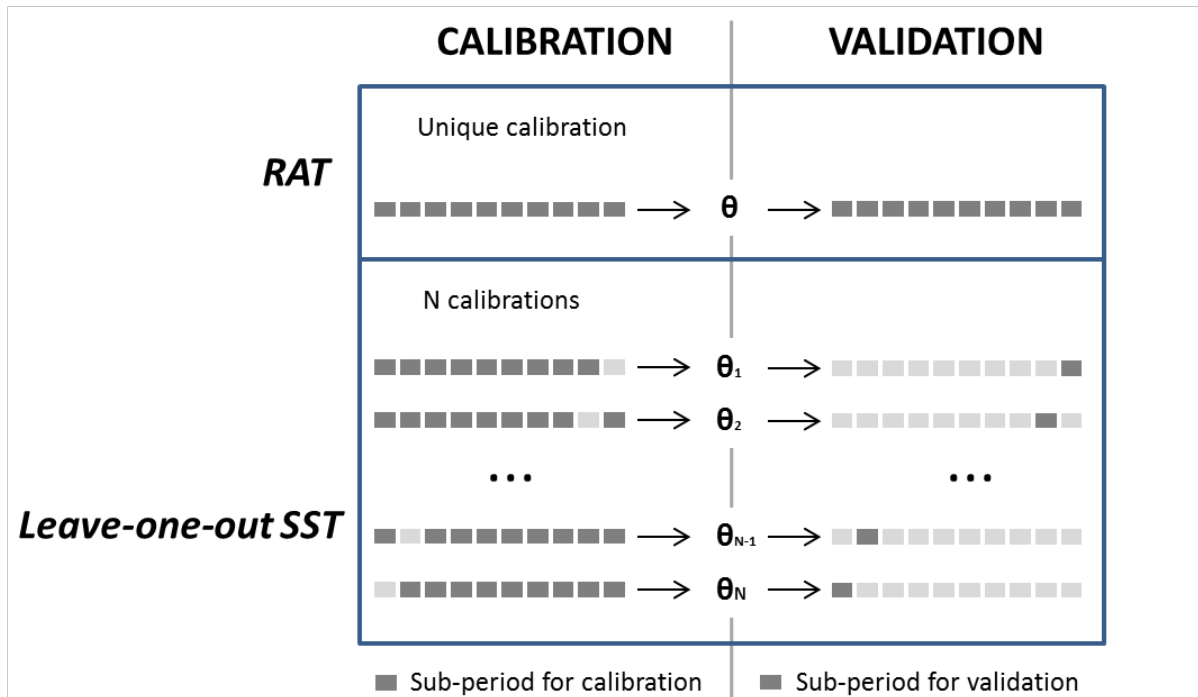 CALIBRATION
VALIDATION
RAT
Unique calibration
θ
Leave-one-out SST
N calibrations
θ1
θ2
...
...
θN-1
θN
Sub-period for calibration
Sub-period for validation